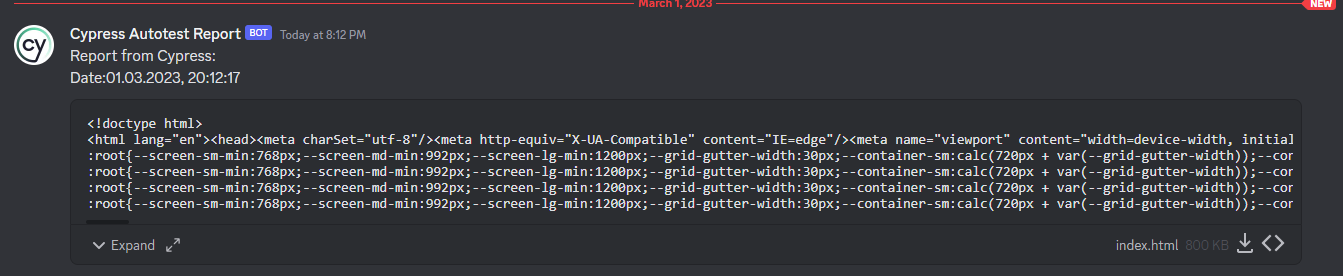 March 1, 2023
NEW
cy
Cypress Autotest Report BOT Today at 8:12 PM
Report from Cypress:
Date:01.03.2023, 20:12:17
<!doctype html>
<html lang="en"><head><meta charSet="utf-8"/><meta http-equiv="X-UA-Compatible" content="IE=edge"/><meta name="viewport" content="width=device-width, initial
:root{--screen-sm-min:768px;--screen-md-min:992px;--screen-lg-min:1200px;--grid-gutter-width:30px;--container-sm:calc(720px + var(--grid-gutter-width));--con
:root{--screen-sm-min:768px;--screen-md-min:992px;--screen-lg-min:1200px;--grid-gutter-width:30px;--container-sm:calc(720px + var(--grid-gutter-width));--con
:root{--screen-sm-min:768px;--screen-md-min:992px;--screen-lg-min:1200px;--grid-gutter-width:30px;--container-sm:calc(720px + var(--grid-gutter-width));--con
:root{--screen-sm-min:768px;--screen-md-min:992px;--screen-lg-min:1200px;--grid-gutter-width:30px;--container-sm:calc(720px + var(--grid-gutter-width));--con
Expand
index.html 800 KB